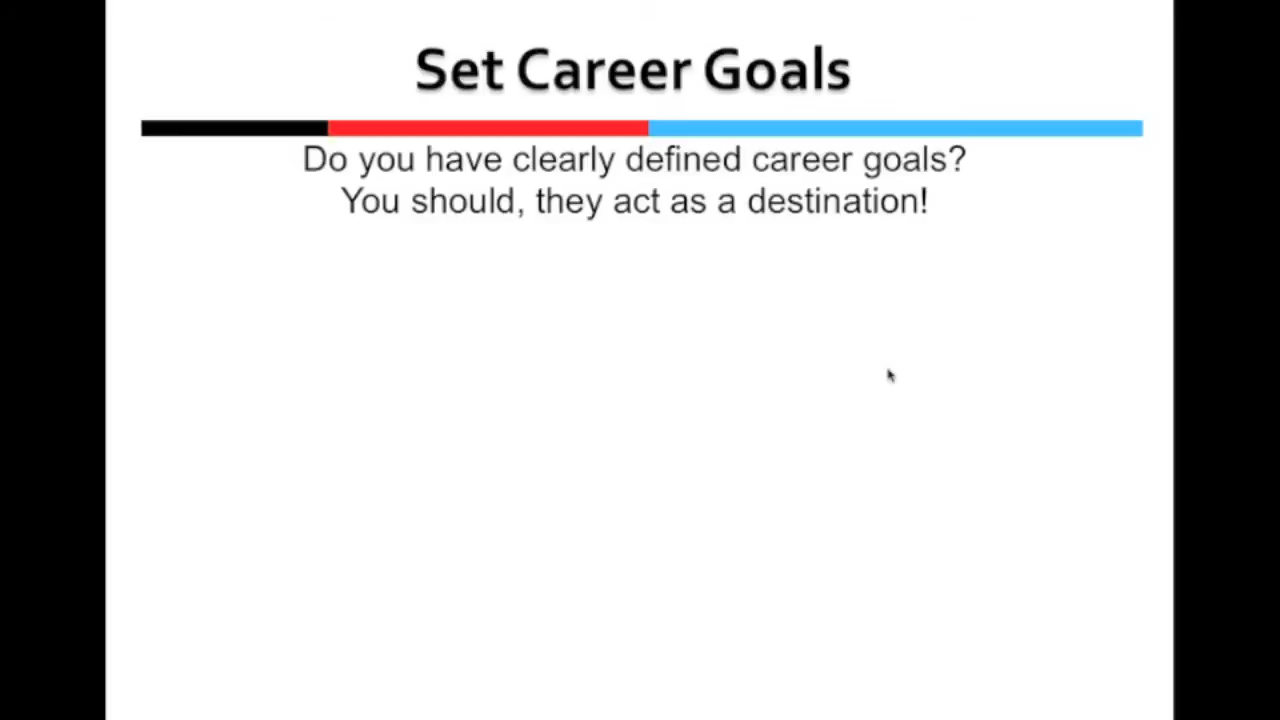 Set Career Goals
Do you have clearly defined career goals?
You should, they act as a destination!